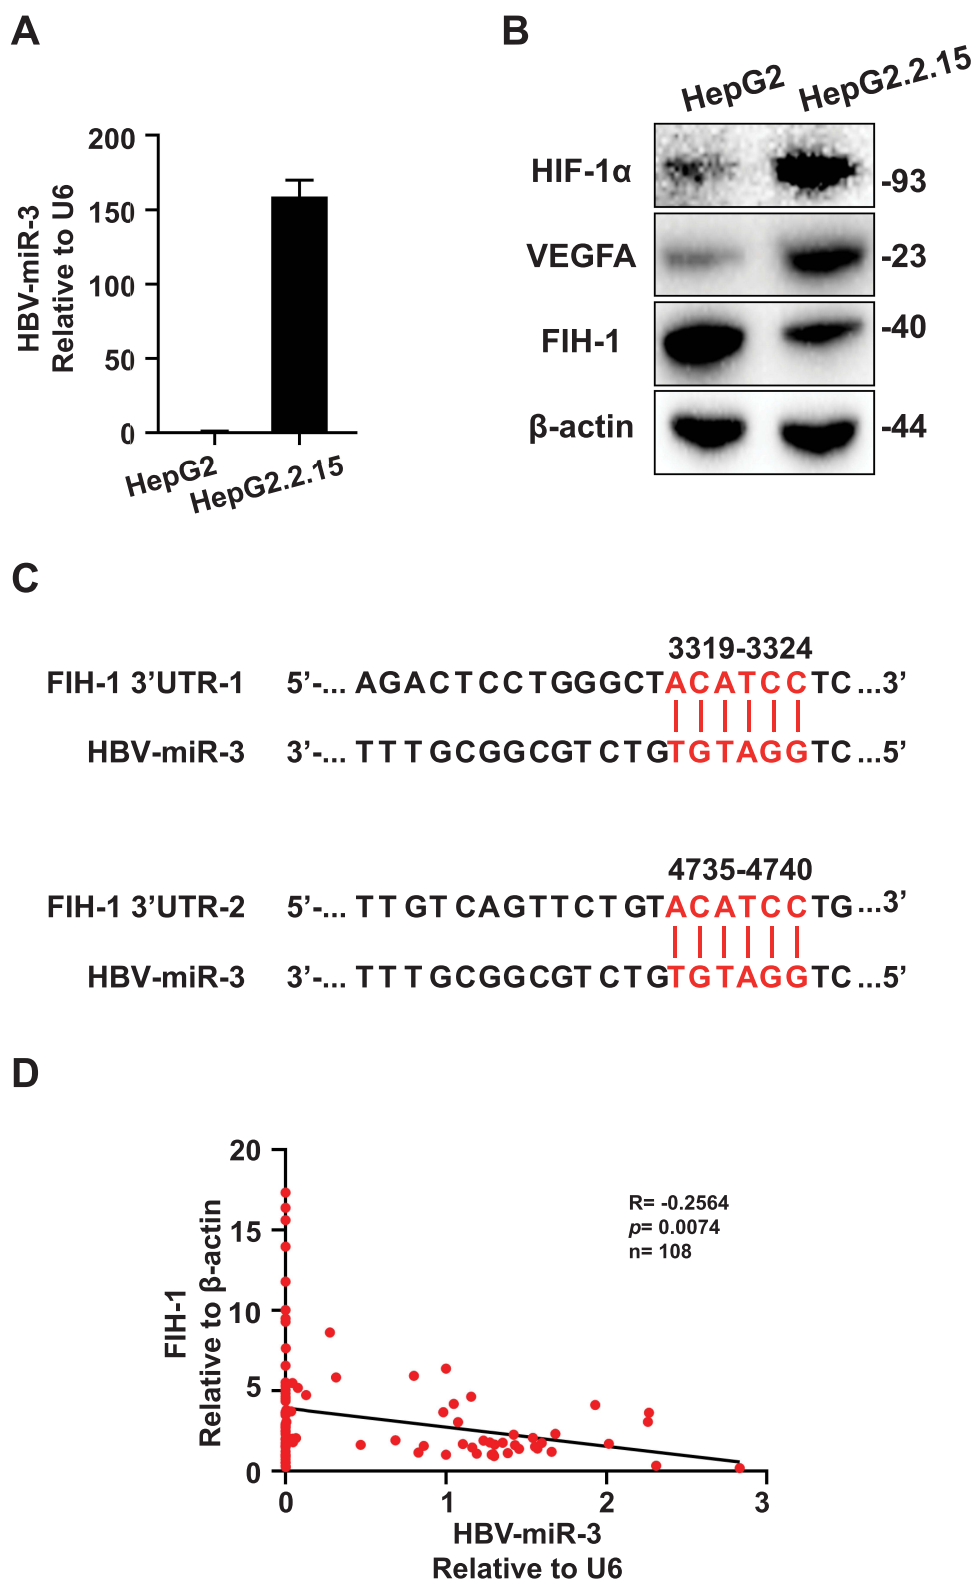 A
200
150
100
50
0
HBV-miR-3
Relative to U6
HepG2
HepG2.2.15
B
HepG2
HepG2.2.15
HIF-1α
-93
VEGFA
-23
FIH-1
-40
β-actin
-44
C
3319-3324
FIH-1 3’UTR-1 5’-... AGACTCCTGGGCTACATCCTC ...3’
HBV-miR-3 3’-... TTTGCGGCGTCTGTGTAGGTC ...5’
4735-4740
FIH-1 3’UTR-2 5’-... TTGTCAGTTCTGTACATCCTG ...3’
HBV-miR-3 3’-... TTTGCGGCGTCTGTGTAGGTC ...5’
D
20
15
10
5
0
FIH-1
Relative to β-actin
R= -0.2564
p= 0.0074
n= 108
0
1
2
3
HBV-miR-3
Relative to U6